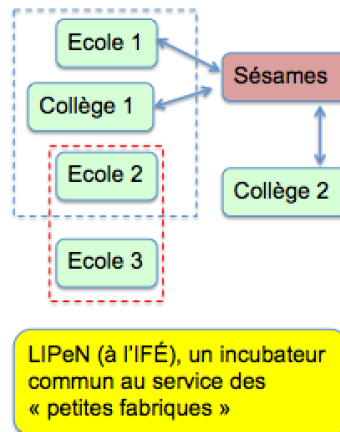 Ecole 1
Sésames
Collège 1
Ecole 2
Collège 2
Ecole 3
LIPeN (à l'IFÉ), un incubateur
commun au service des
« petites fabriques »